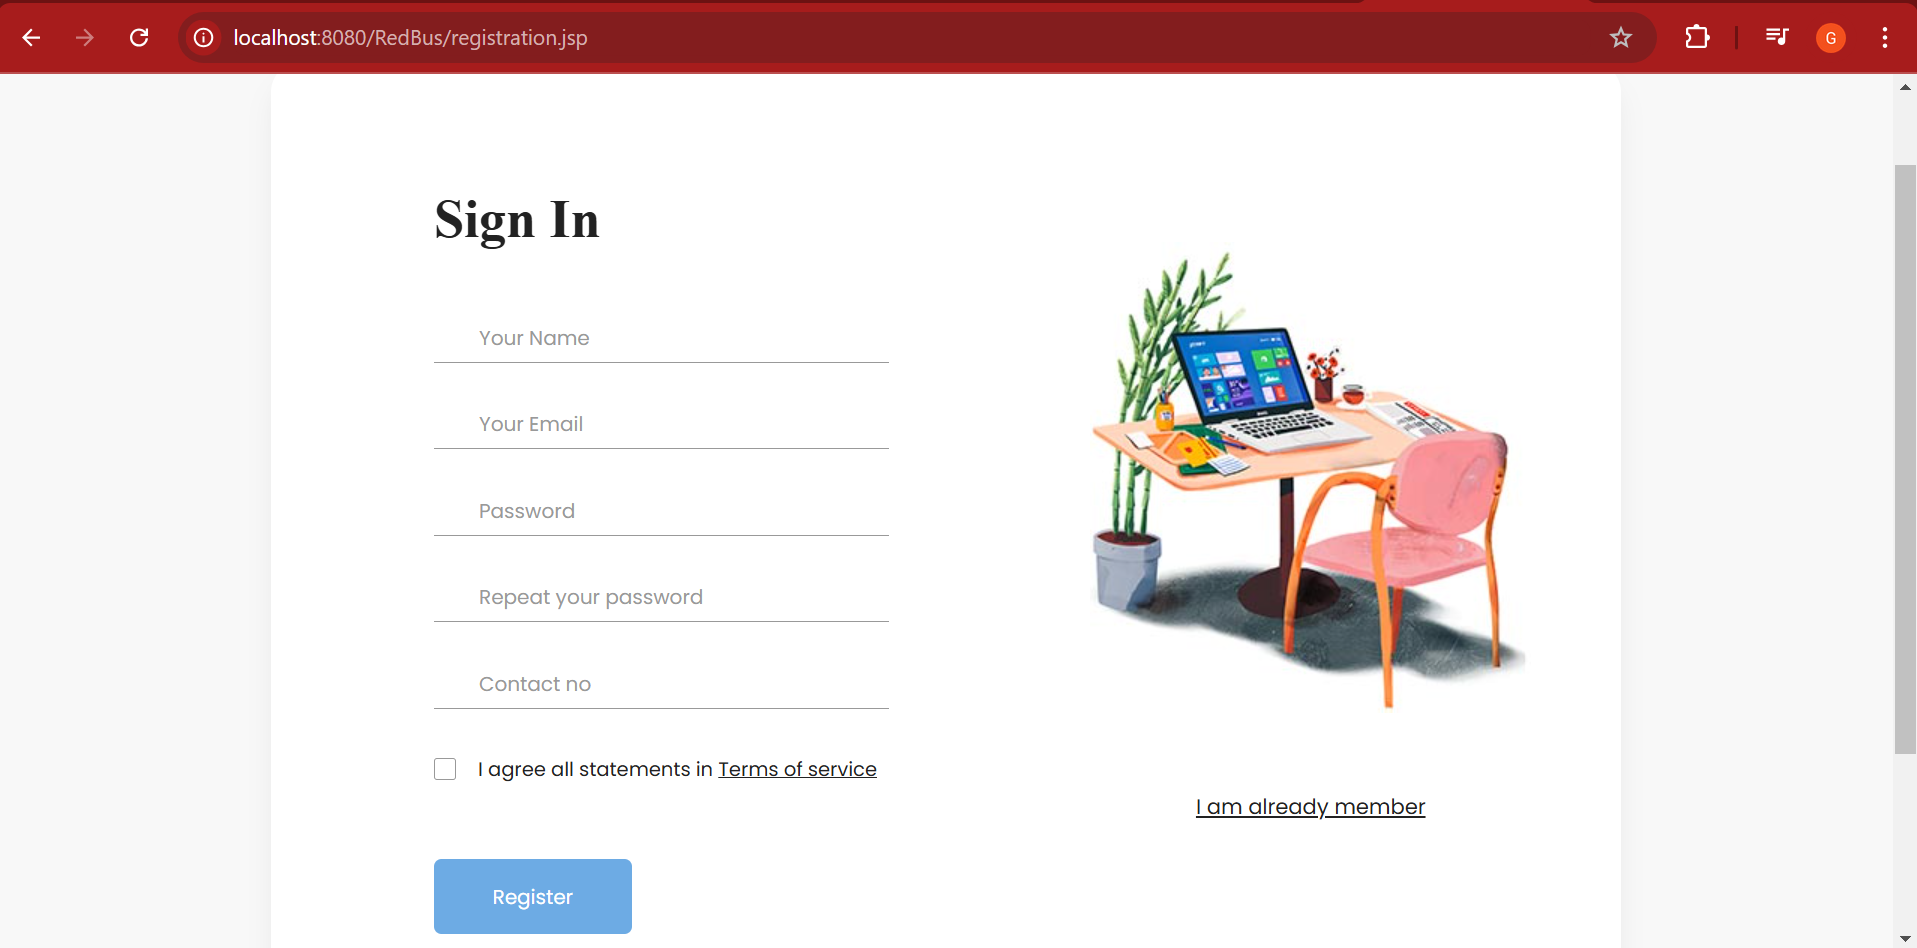 localhost:8080/RedBus/registration.jsp
G
Sign In
Your Name
Your Email
Password
Repeat your password
Contact no
I agree all statements in Terms of service
I am already member
Register